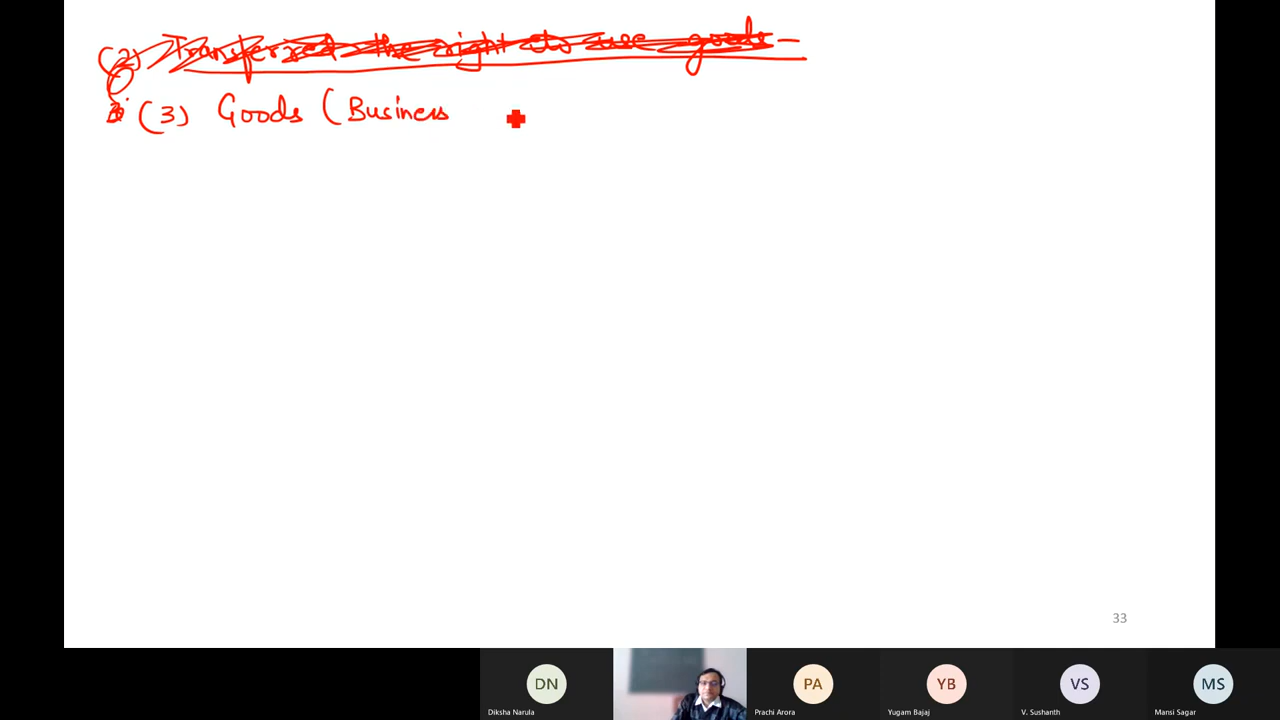 (2) Transferred the right to use goods -
(3) Goods (Business
33
DN
PA
YB
VS
MS
Diksha Narula
Prachi Arora
Yugam Bajaj
V. Sushanth
Mansi Sagar